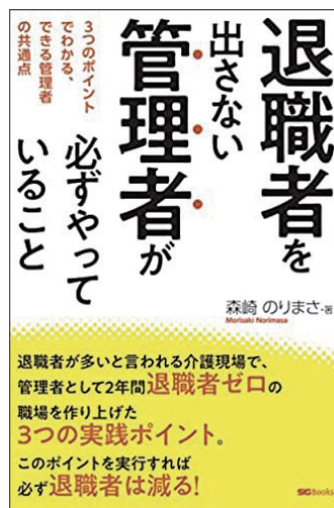 退職者を
出さない
管理者が
必ずやって
いること
3つのポイント
でわかる、
できる管理者
の共通点
森崎 のりまさ・著
Morisaki Norimasa
退職者が多いと言われる介護現場で、
管理者として2年間退職者ゼロの
職場を作り上げた
3つの実践ポイント。
このポイントを実行すれば
必ず退職者は減る!
SG Books